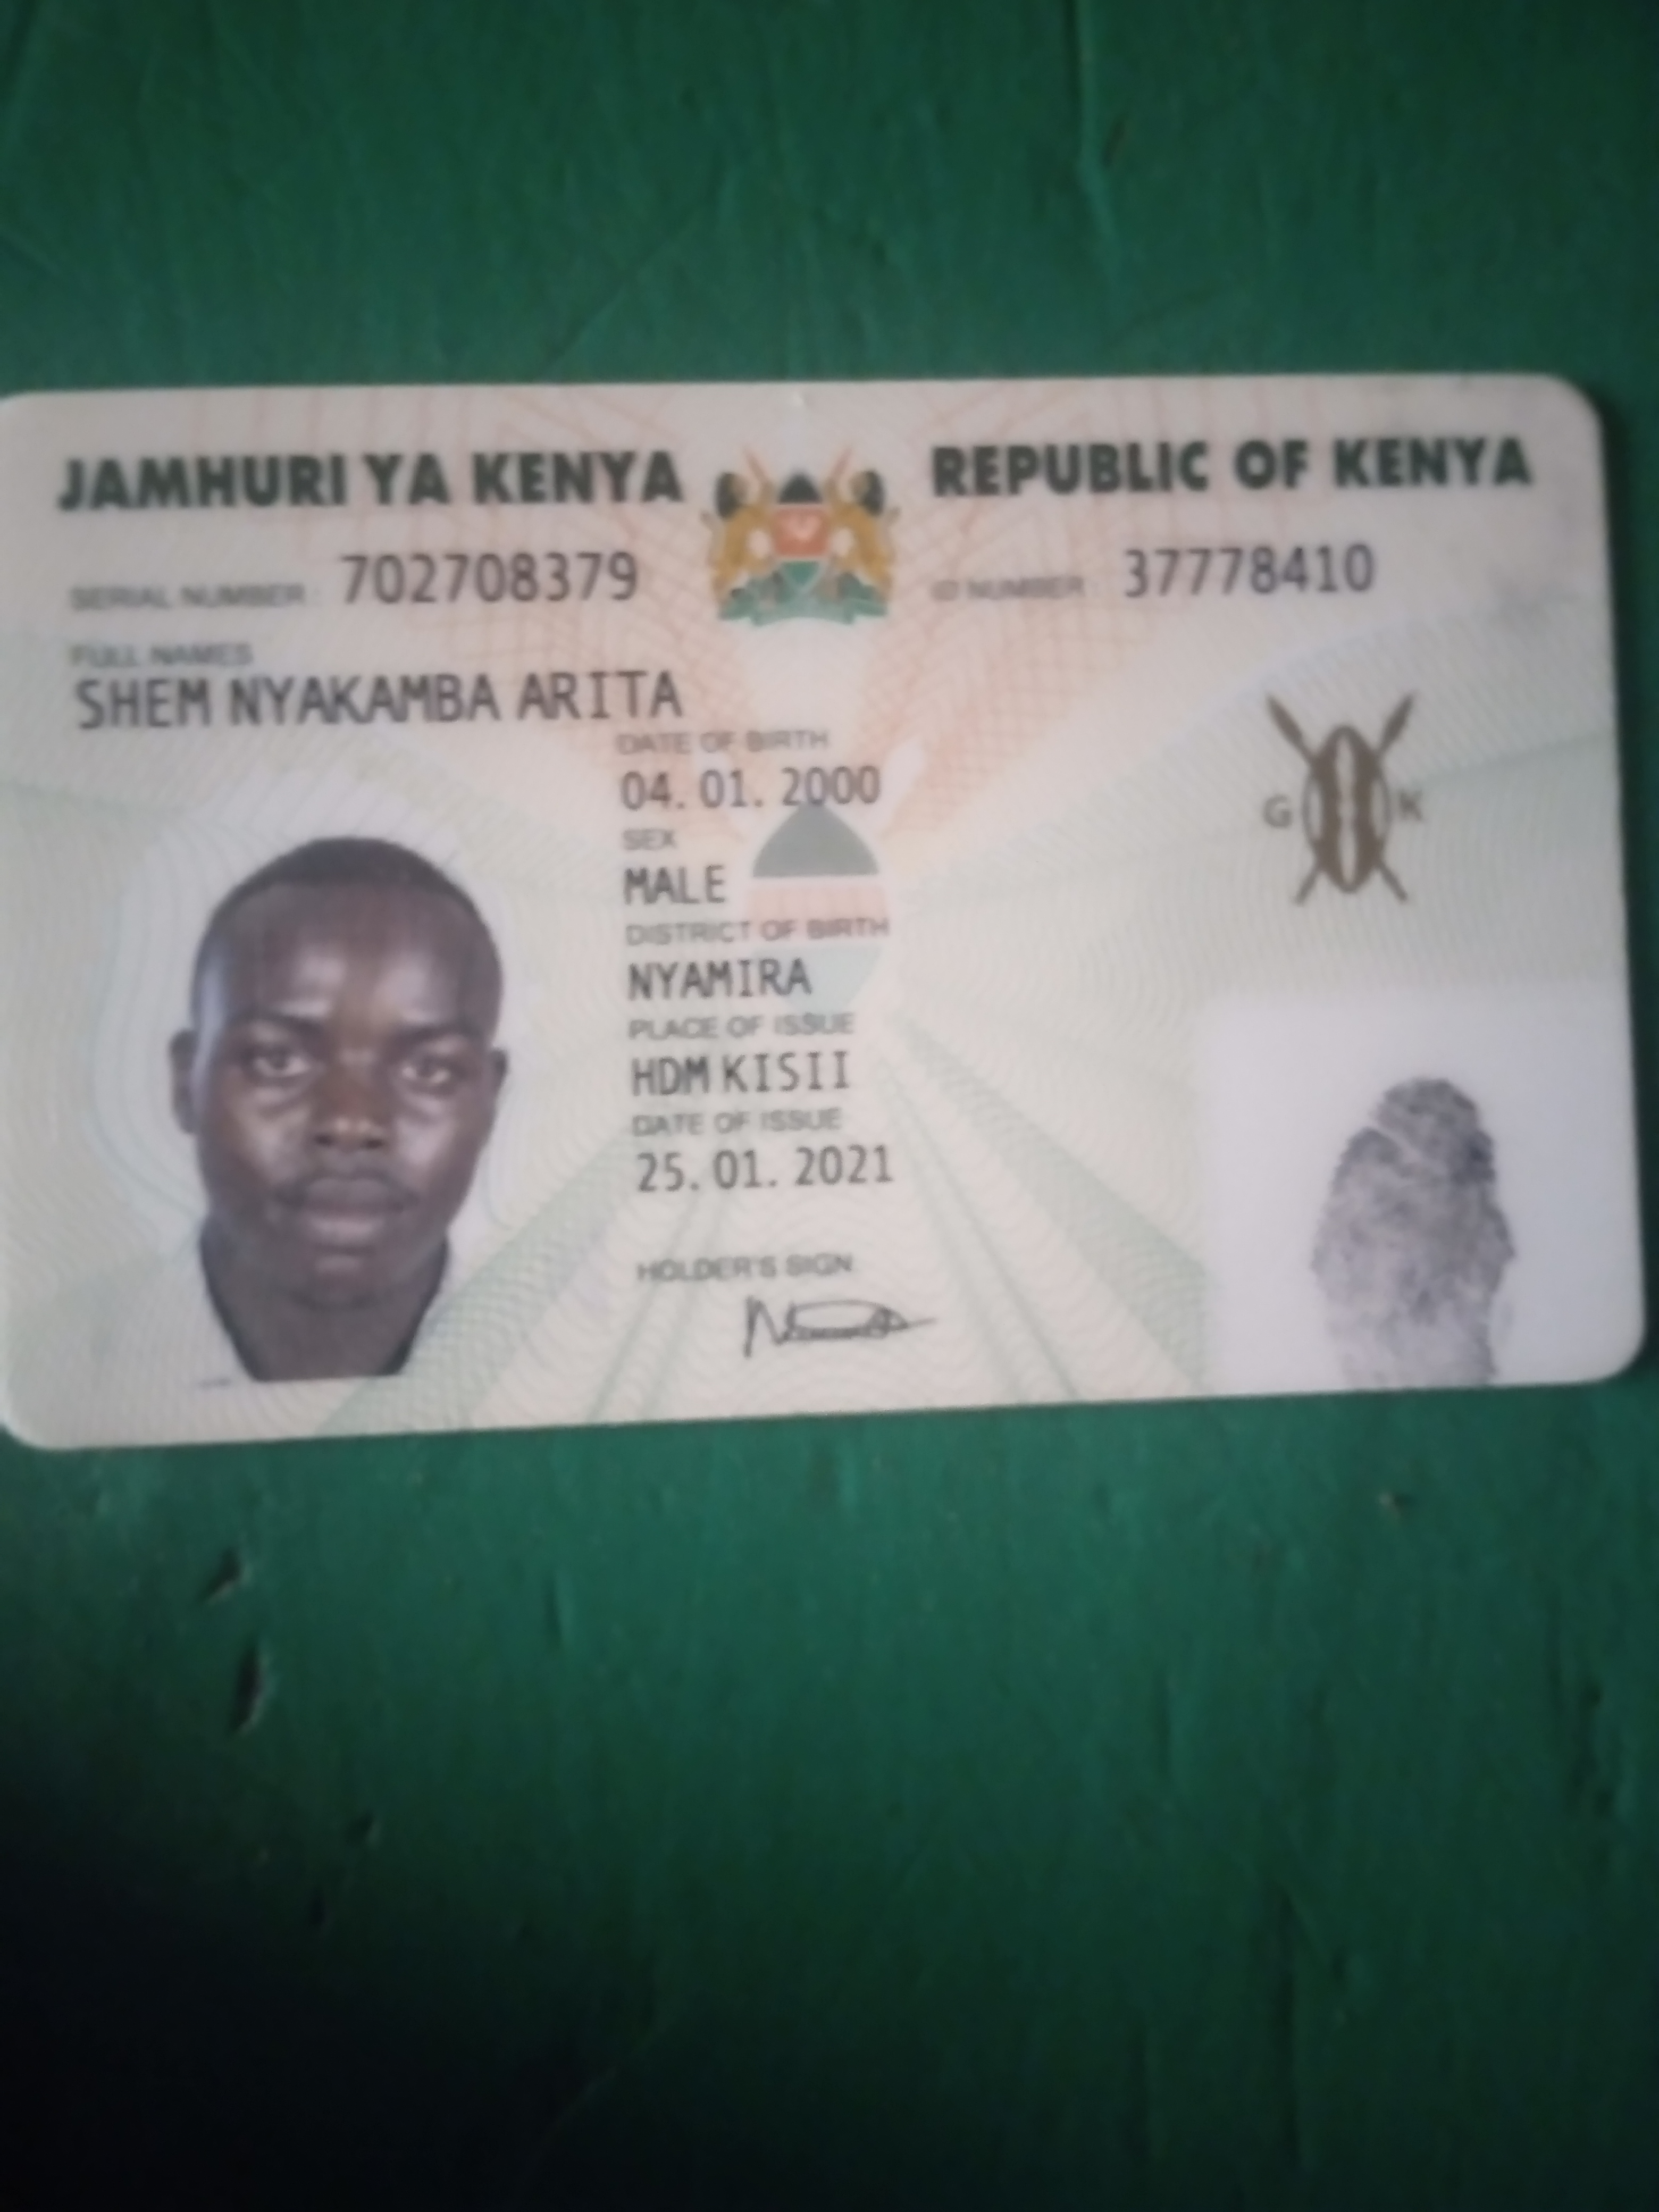 JAMHURI YA KENYA REPUBLIC OF KENYA
SERIAL NUMBER: 702708379 ID NUMBER: 37778410
FULL NAMES
SHEM NYAKAMBA ARITA
DATE OF BIRTH
04. 01. 2000
SEX
MALE
G K
DISTRICT OF BIRTH
NYAMIRA
PLACE OF ISSUE
HDM KISII
DATE OF ISSUE
25. 01. 2021
HOLDER'S SIGN